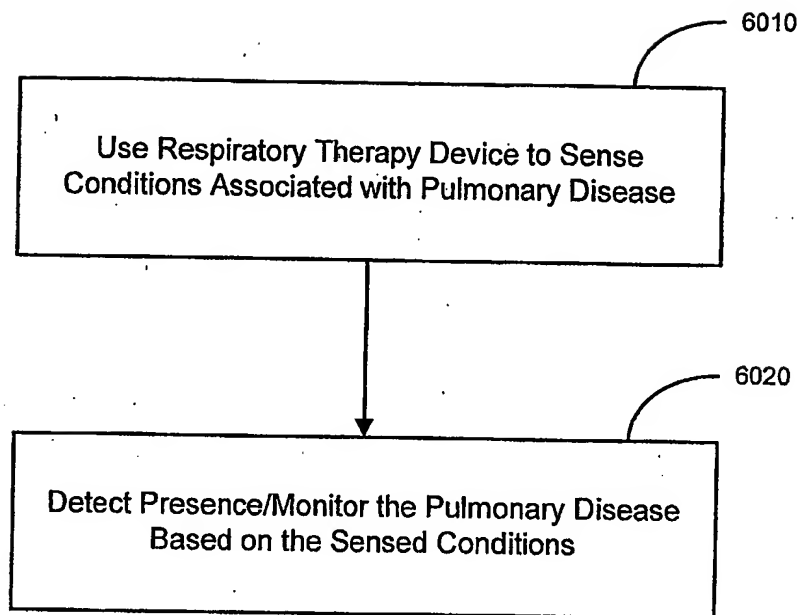 6010
Use Respiratory Therapy Device to Sense
Conditions Associated with Pulmonary Disease
6020
Detect Presence/Monitor the Pulmonary Disease
Based on the Sensed Conditions